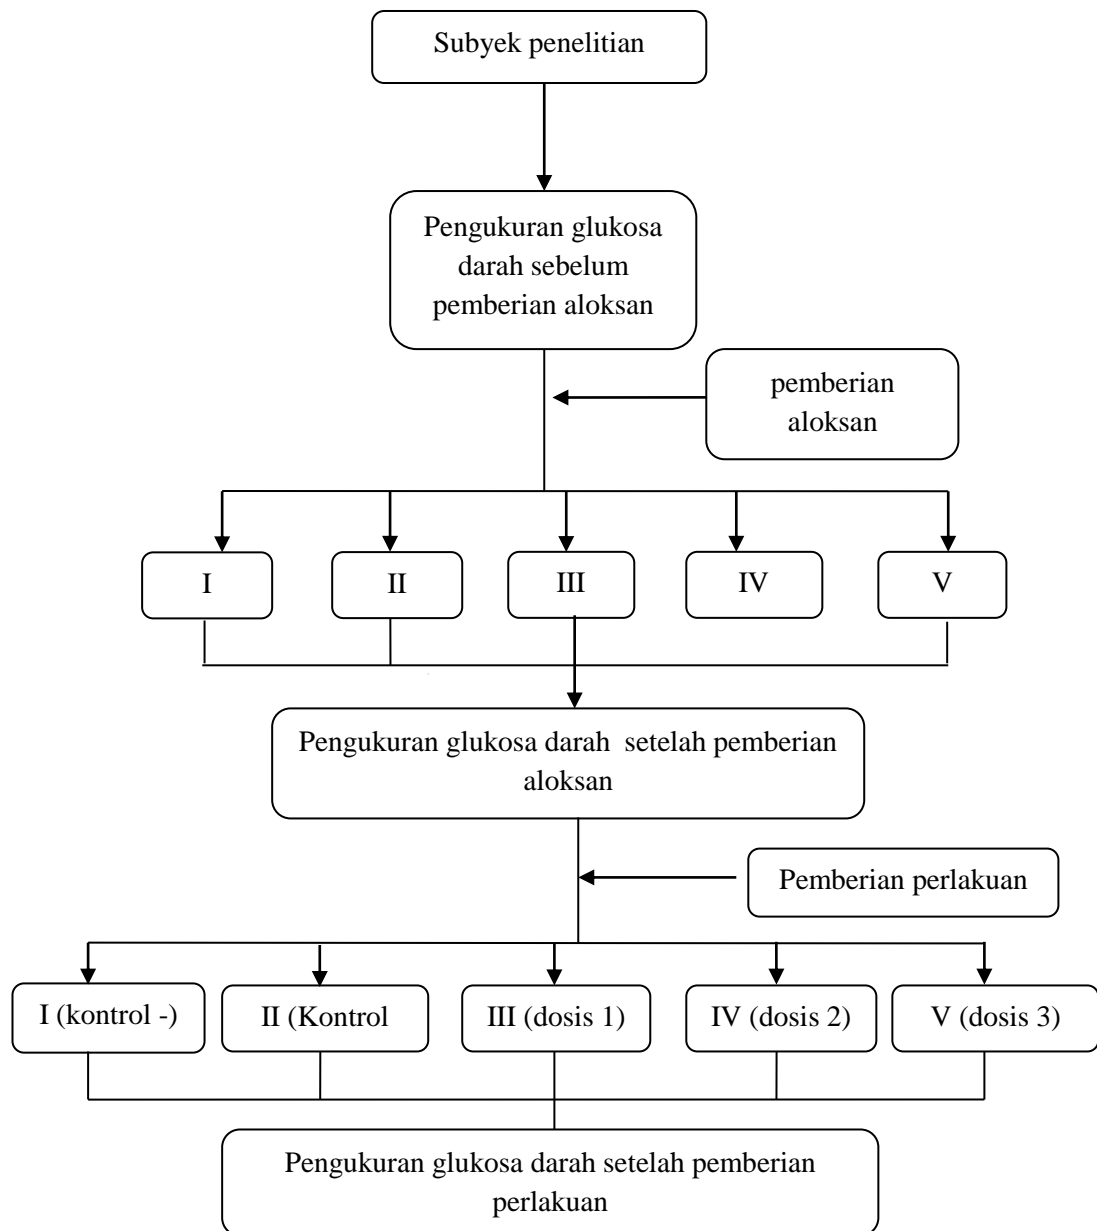 Subyek penelitian
Pengukuran glukosa
darah sebelum
pemberian aloksan
pemberian
aloksan
I
II
III
IV
V
Pengukuran glukosa darah setelah pemberian
aloksan
Pemberian perlakuan
I (kontrol -)
II (Kontrol
III (dosis 1)
IV (dosis 2)
V (dosis 3)
Pengukuran glukosa darah setelah pemberian
perlakuan